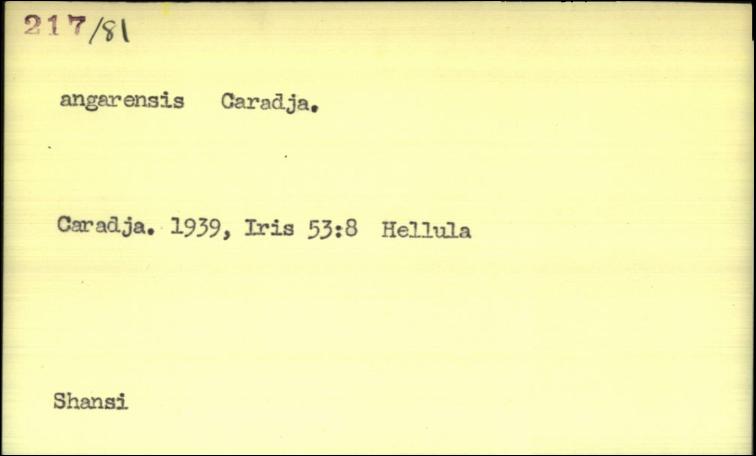 217/81
angarensis Caradja.
Caradja. 1939, Iris 53:8 Hellula
Shansi